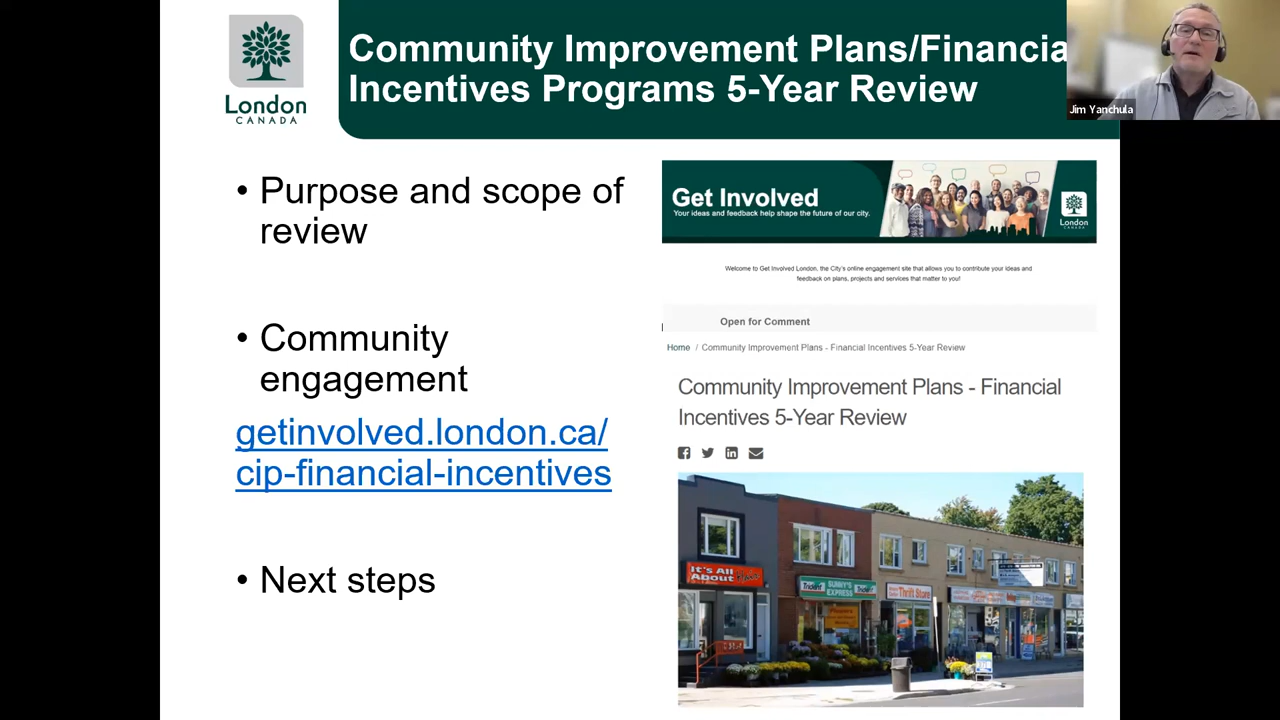 London
CANADA
Community Improvement Plans/Financia
Incentives Programs 5-Year Review
Jim Yanchula
• Purpose and scope of
review
• Community
engagement
getinvolved.london.ca/
cip-financial-incentives
• Next steps
Get Involved
Your ideas and feedback help shape the future of our city.
London
CANADA
Welcome to Get Involved London, the City's online engagement site that allows you to contribute your ideas and
feedback on plans, projects and services that matter to you!
Open for Comment
Home / Community Improvement Plans - Financial Incentives 5-Year Review
Community Improvement Plans - Financial
Incentives 5-Year Review
It's All
About
Trident
SUNNY'S
EXPRESS
Trident
Thrift Store